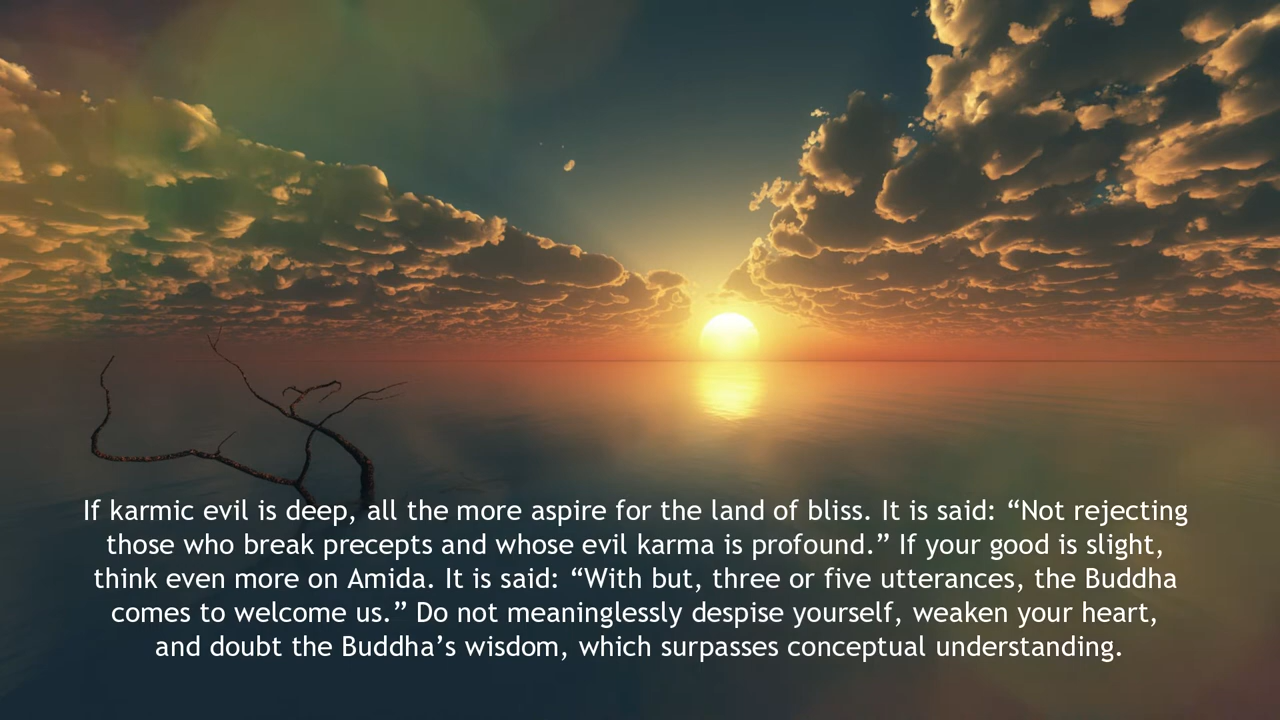 If karmic evil is deep, all the more aspire for the land of bliss. It is said: “Not rejecting
those who break precepts and whose evil karma is profound.” If your good is slight,
think even more on Amida. It is said: “With but, three or five utterances, the Buddha
comes to welcome us.” Do not meaninglessly despise yourself, weaken your heart,
and doubt the Buddha’s wisdom, which surpasses conceptual understanding.